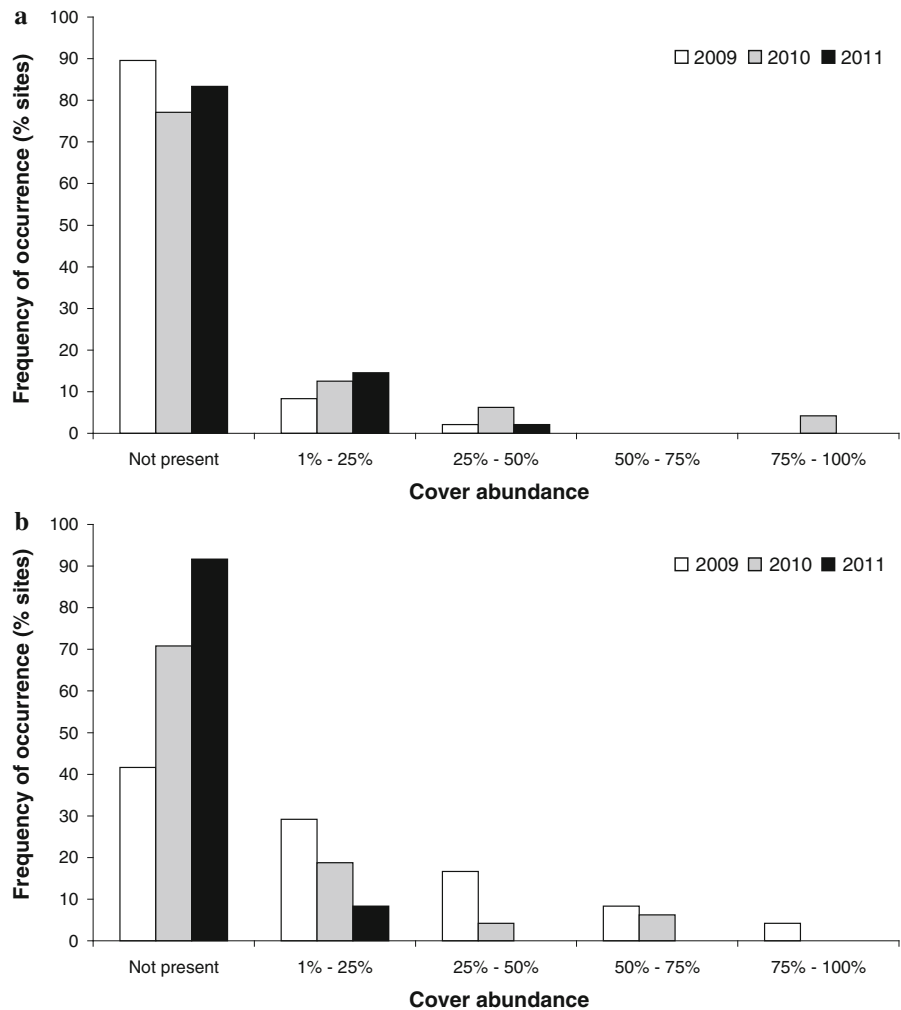 a
100
2009 2010 2011
90
80
70
60
50
40
30
20
10
0
Frequency of occurrence (% sites)
Not present 1% - 25% 25% - 50% 50% - 75% 75% - 100%
Cover abundance
b
100
2009 2010 2011
90
80
70
60
50
40
30
20
10
0
Frequency of occurrence (% sites)
Not present 1% - 25% 25% - 50% 50% - 75% 75% - 100%
Cover abundance